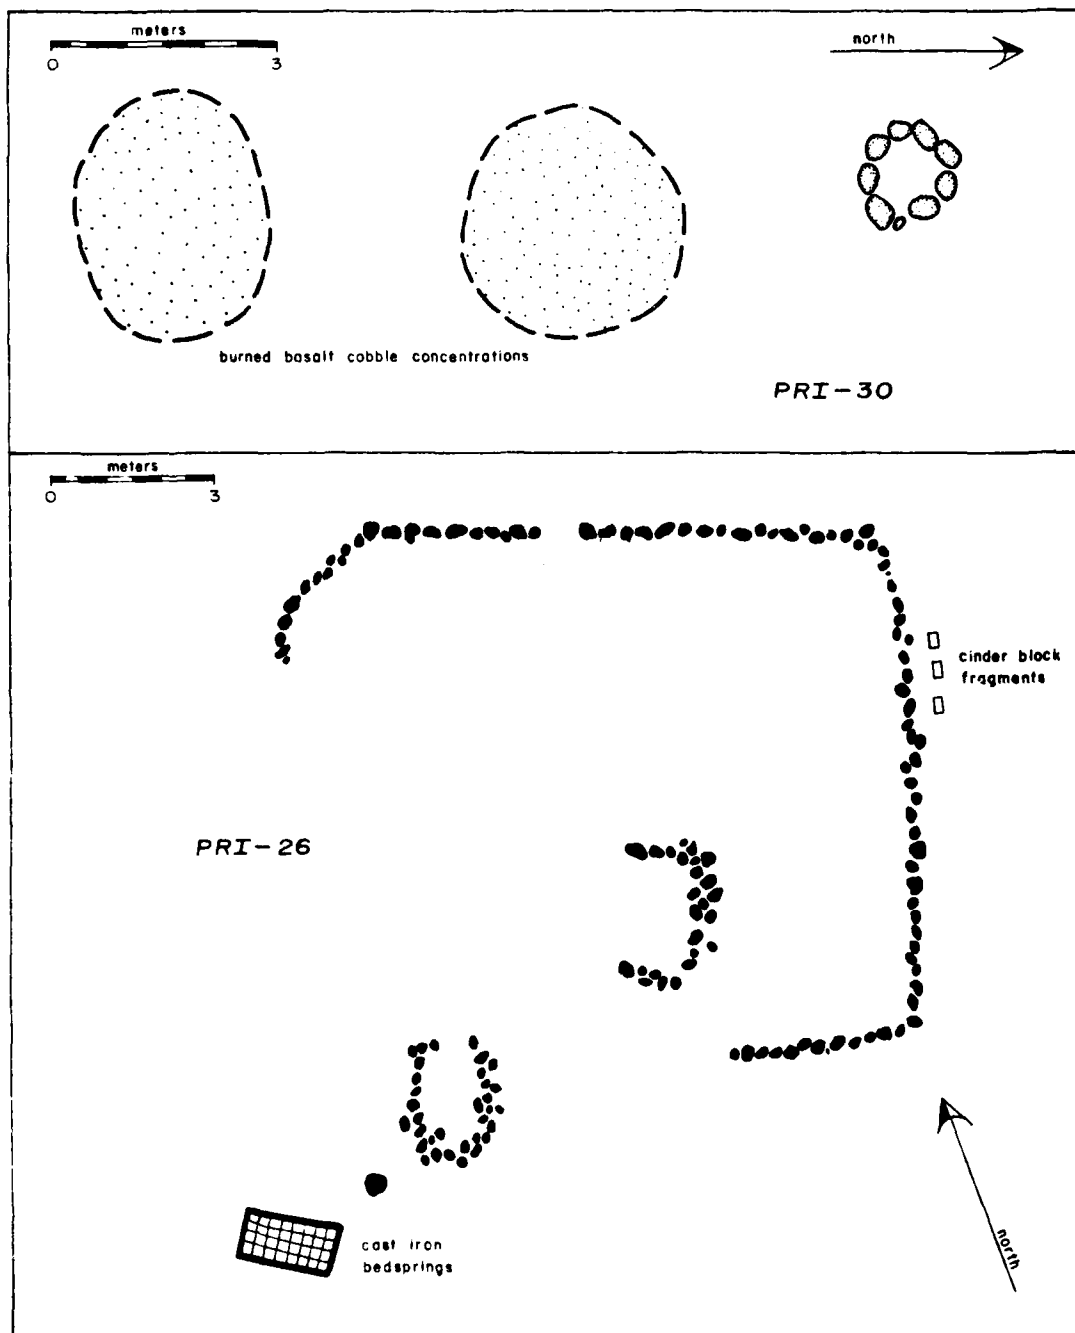 meters
0 3
north
burned basalt cobble concentrations
PRI-30
meters
0 3
cinder block
fragments
PRI-26
cast iron
bedsprings
north